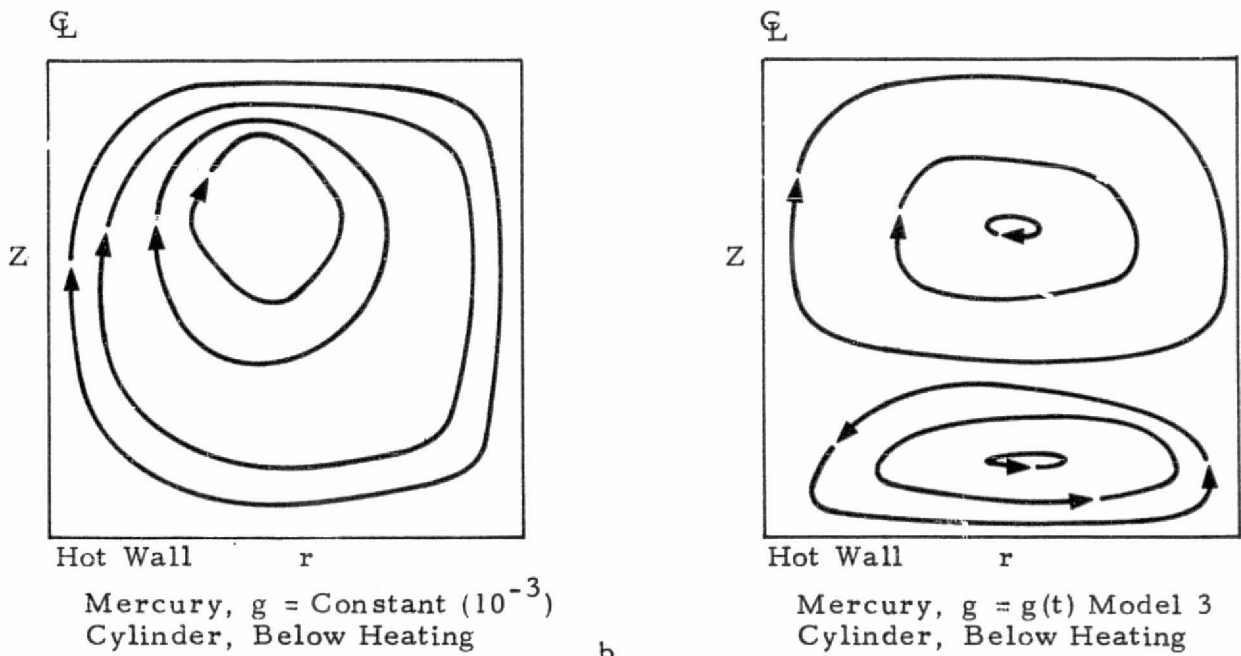 ℄
Z
Hot Wall r
Mercury, g = Constant (10⁻³)
Cylinder, Below Heating
b
℄
Z
Hot Wall r
Mercury, g = g(t) Model 3
Cylinder, Below Heating